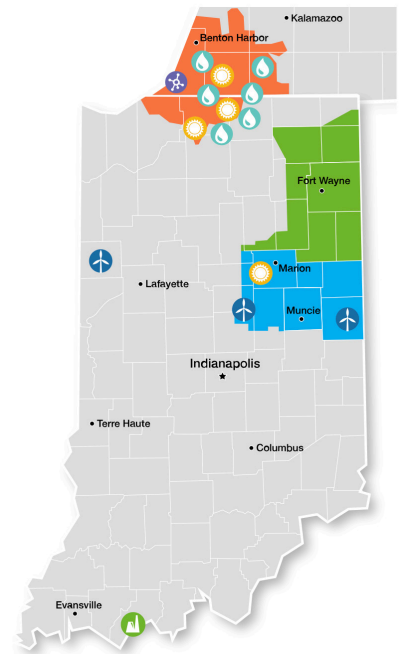 Kalamazoo
Benton Harbor
Fort Wayne
Marion
Lafayette
Muncie
Indianapolis
Terre Haute
Columbus
Evansville